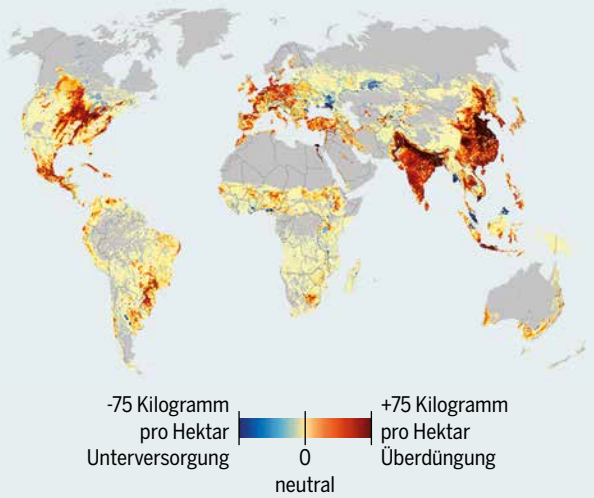 -75 Kilogramm
pro Hektar
Unterversorgung
0
neutral
+75 Kilogramm
pro Hektar
Überdüngung